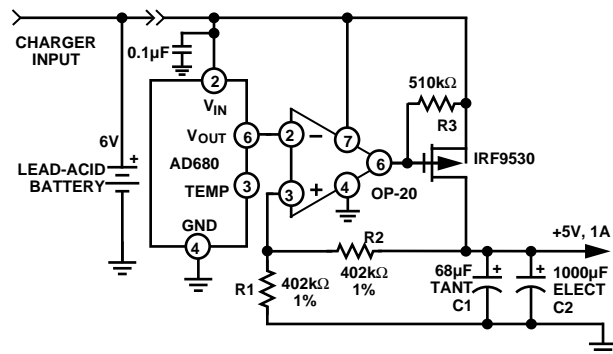 CHARGER
INPUT
0.1µF
2
VIN
6V
+
LEAD-ACID
BATTERY
VOUT
6
AD680
TEMP
3
GND
4
2
−
3
+
7
4
6
OP-20
510kΩ
R3
IRF9530
R2
402kΩ
1%
R1
402kΩ
1%
+5V, 1A
68µF
TANT
C1
+
+
1000µF
ELECT
C2